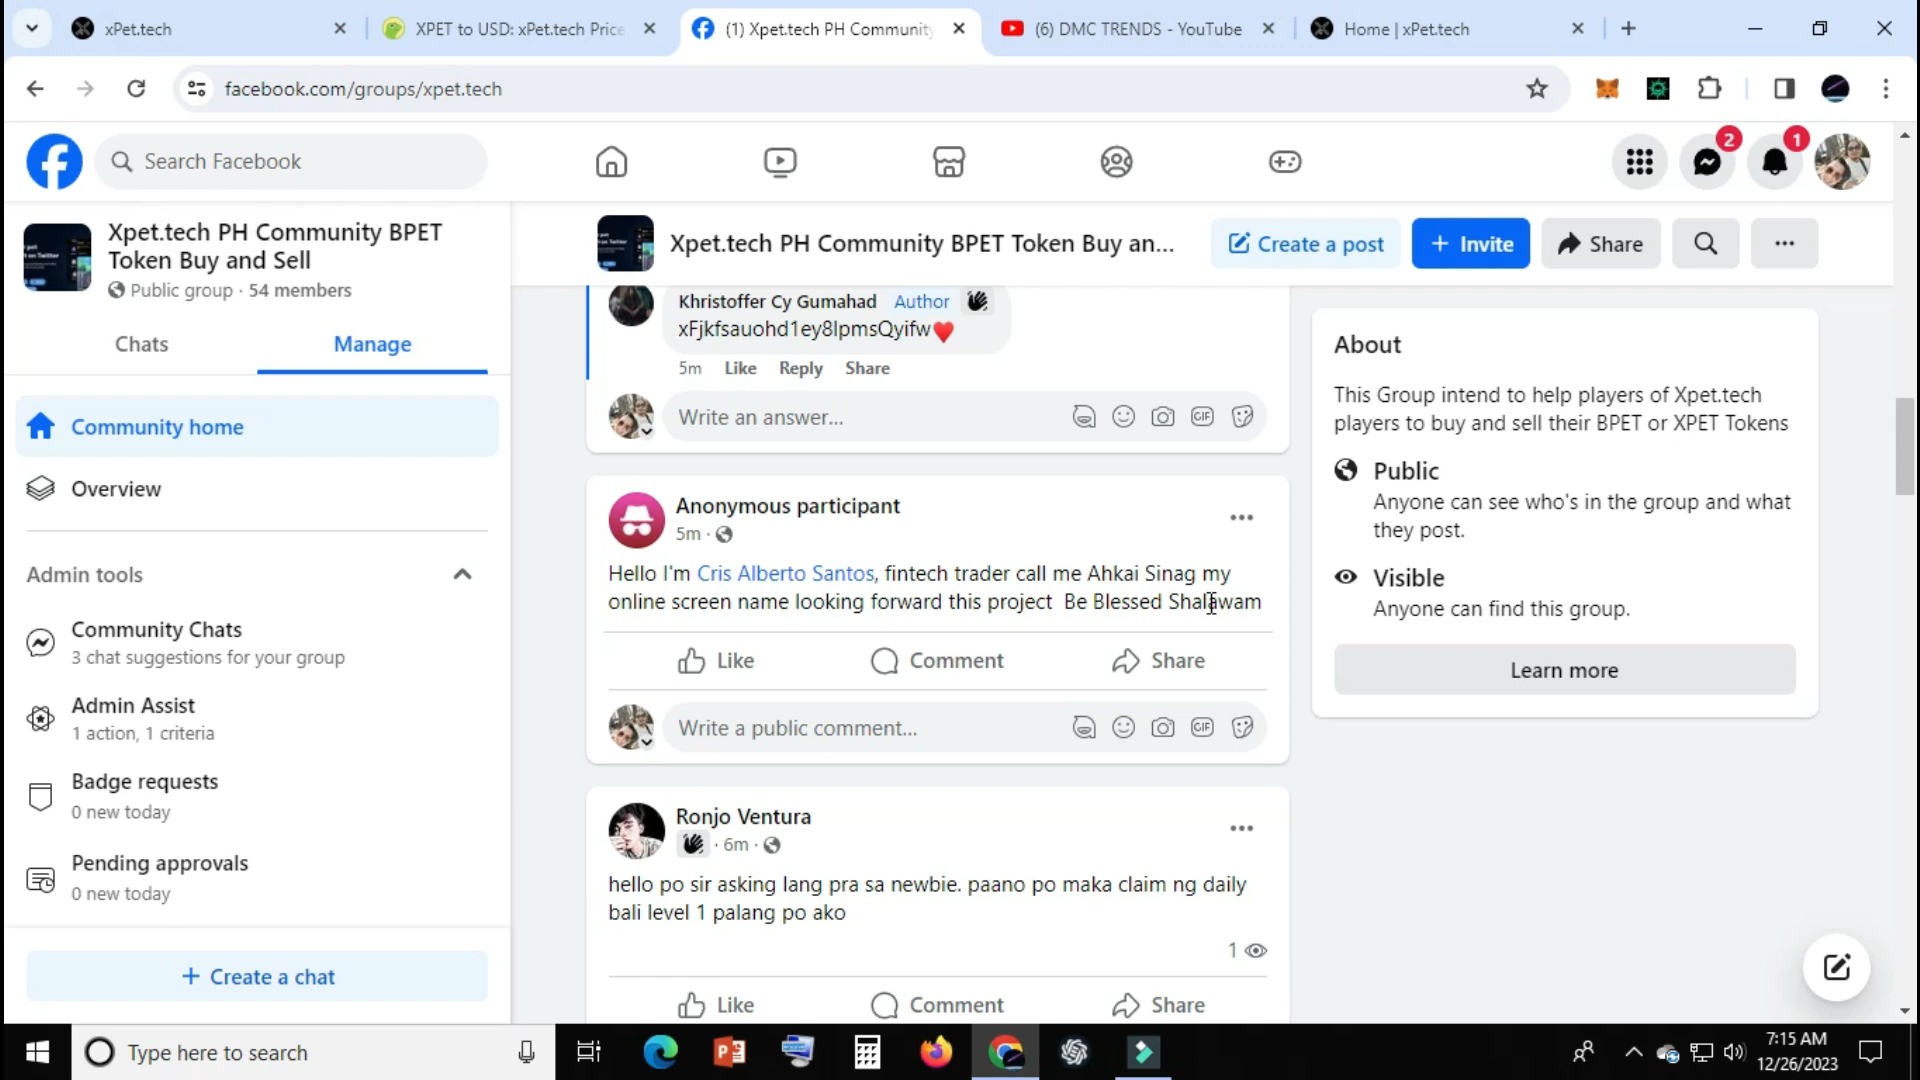 xPet.tech
XPET to USD: xPet.tech Price
(1) Xpet.tech PH Community
(6) DMC TRENDS - YouTube
Home | xPet.tech
facebook.com/groups/xpet.tech
Search Facebook
2
1
Xpet.tech PH Community BPET
Token Buy and Sell
Public group · 54 members
Chats
Manage
Community home
Overview
Admin tools
Community Chats
3 chat suggestions for your group
Admin Assist
1 action, 1 criteria
Badge requests
0 new today
Pending approvals
0 new today
+ Create a chat
Xpet.tech PH Community BPET Token Buy an...
Create a post
+ Invite
Share
Khristoffer Cy Gumahad Author
xFjkfsauohd1ey8lpmsQyifw❤️
5m Like Reply Share
Write an answer...
GIF
Anonymous participant
5m ·
Hello I'm Cris Alberto Santos, fintech trader call me Ahkai Sinag my
online screen name looking forward this project Be Blessed Shalawam
Like Comment Share
Write a public comment...
GIF
Ronjo Ventura
· 6m ·
hello po sir asking lang pra sa newbie. paano po maka claim ng daily
bali level 1 palang po ako
1
Like Comment Share
About
This Group intend to help players of Xpet.tech
players to buy and sell their BPET or XPET Tokens
Public
Anyone can see who's in the group and what
they post.
Visible
Anyone can find this group.
Learn more
Type here to search
7:15 AM
12/26/2023